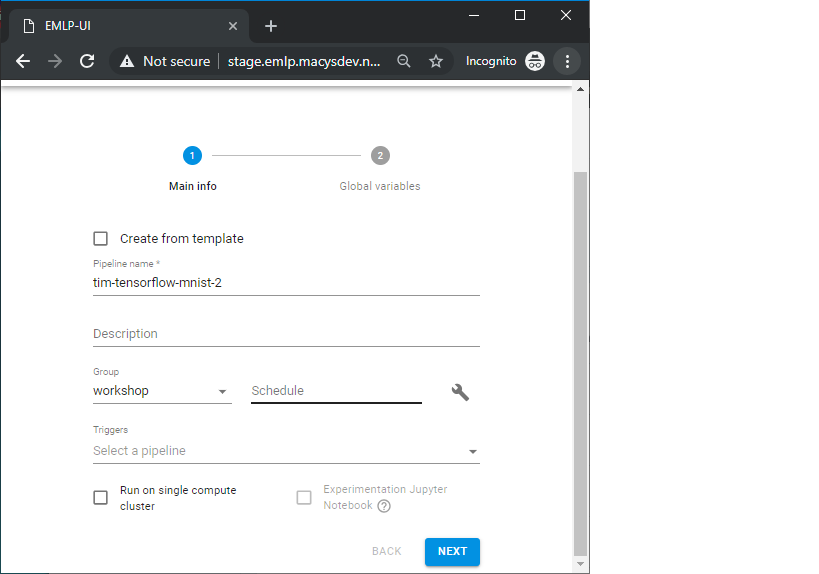 EMLP-UI
Not secure
stage.emlp.macysdev.n...
Incognito
1
2
Main info
Global variables
Create from template
Pipeline name *
tim-tensorflow-mnist-2
Description
Group
workshop
Schedule
Triggers
Select a pipeline
Run on single compute
cluster
Experimentation Jupyter
Notebook ?
BACK
NEXT